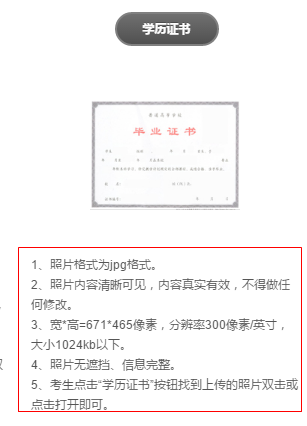 学历证书
毕业证书
1、照片格式为jpg格式。
2、照片内容清晰可见，内容真实有效，不得做任
何修改。
3、宽*高=671*465像素，分辨率300像素/英寸，
大小1024kb以下。
4、照片无遮挡、信息完整。
5、考生点击“学历证书”按钮找到上传的照片双击或
点击打开即可。